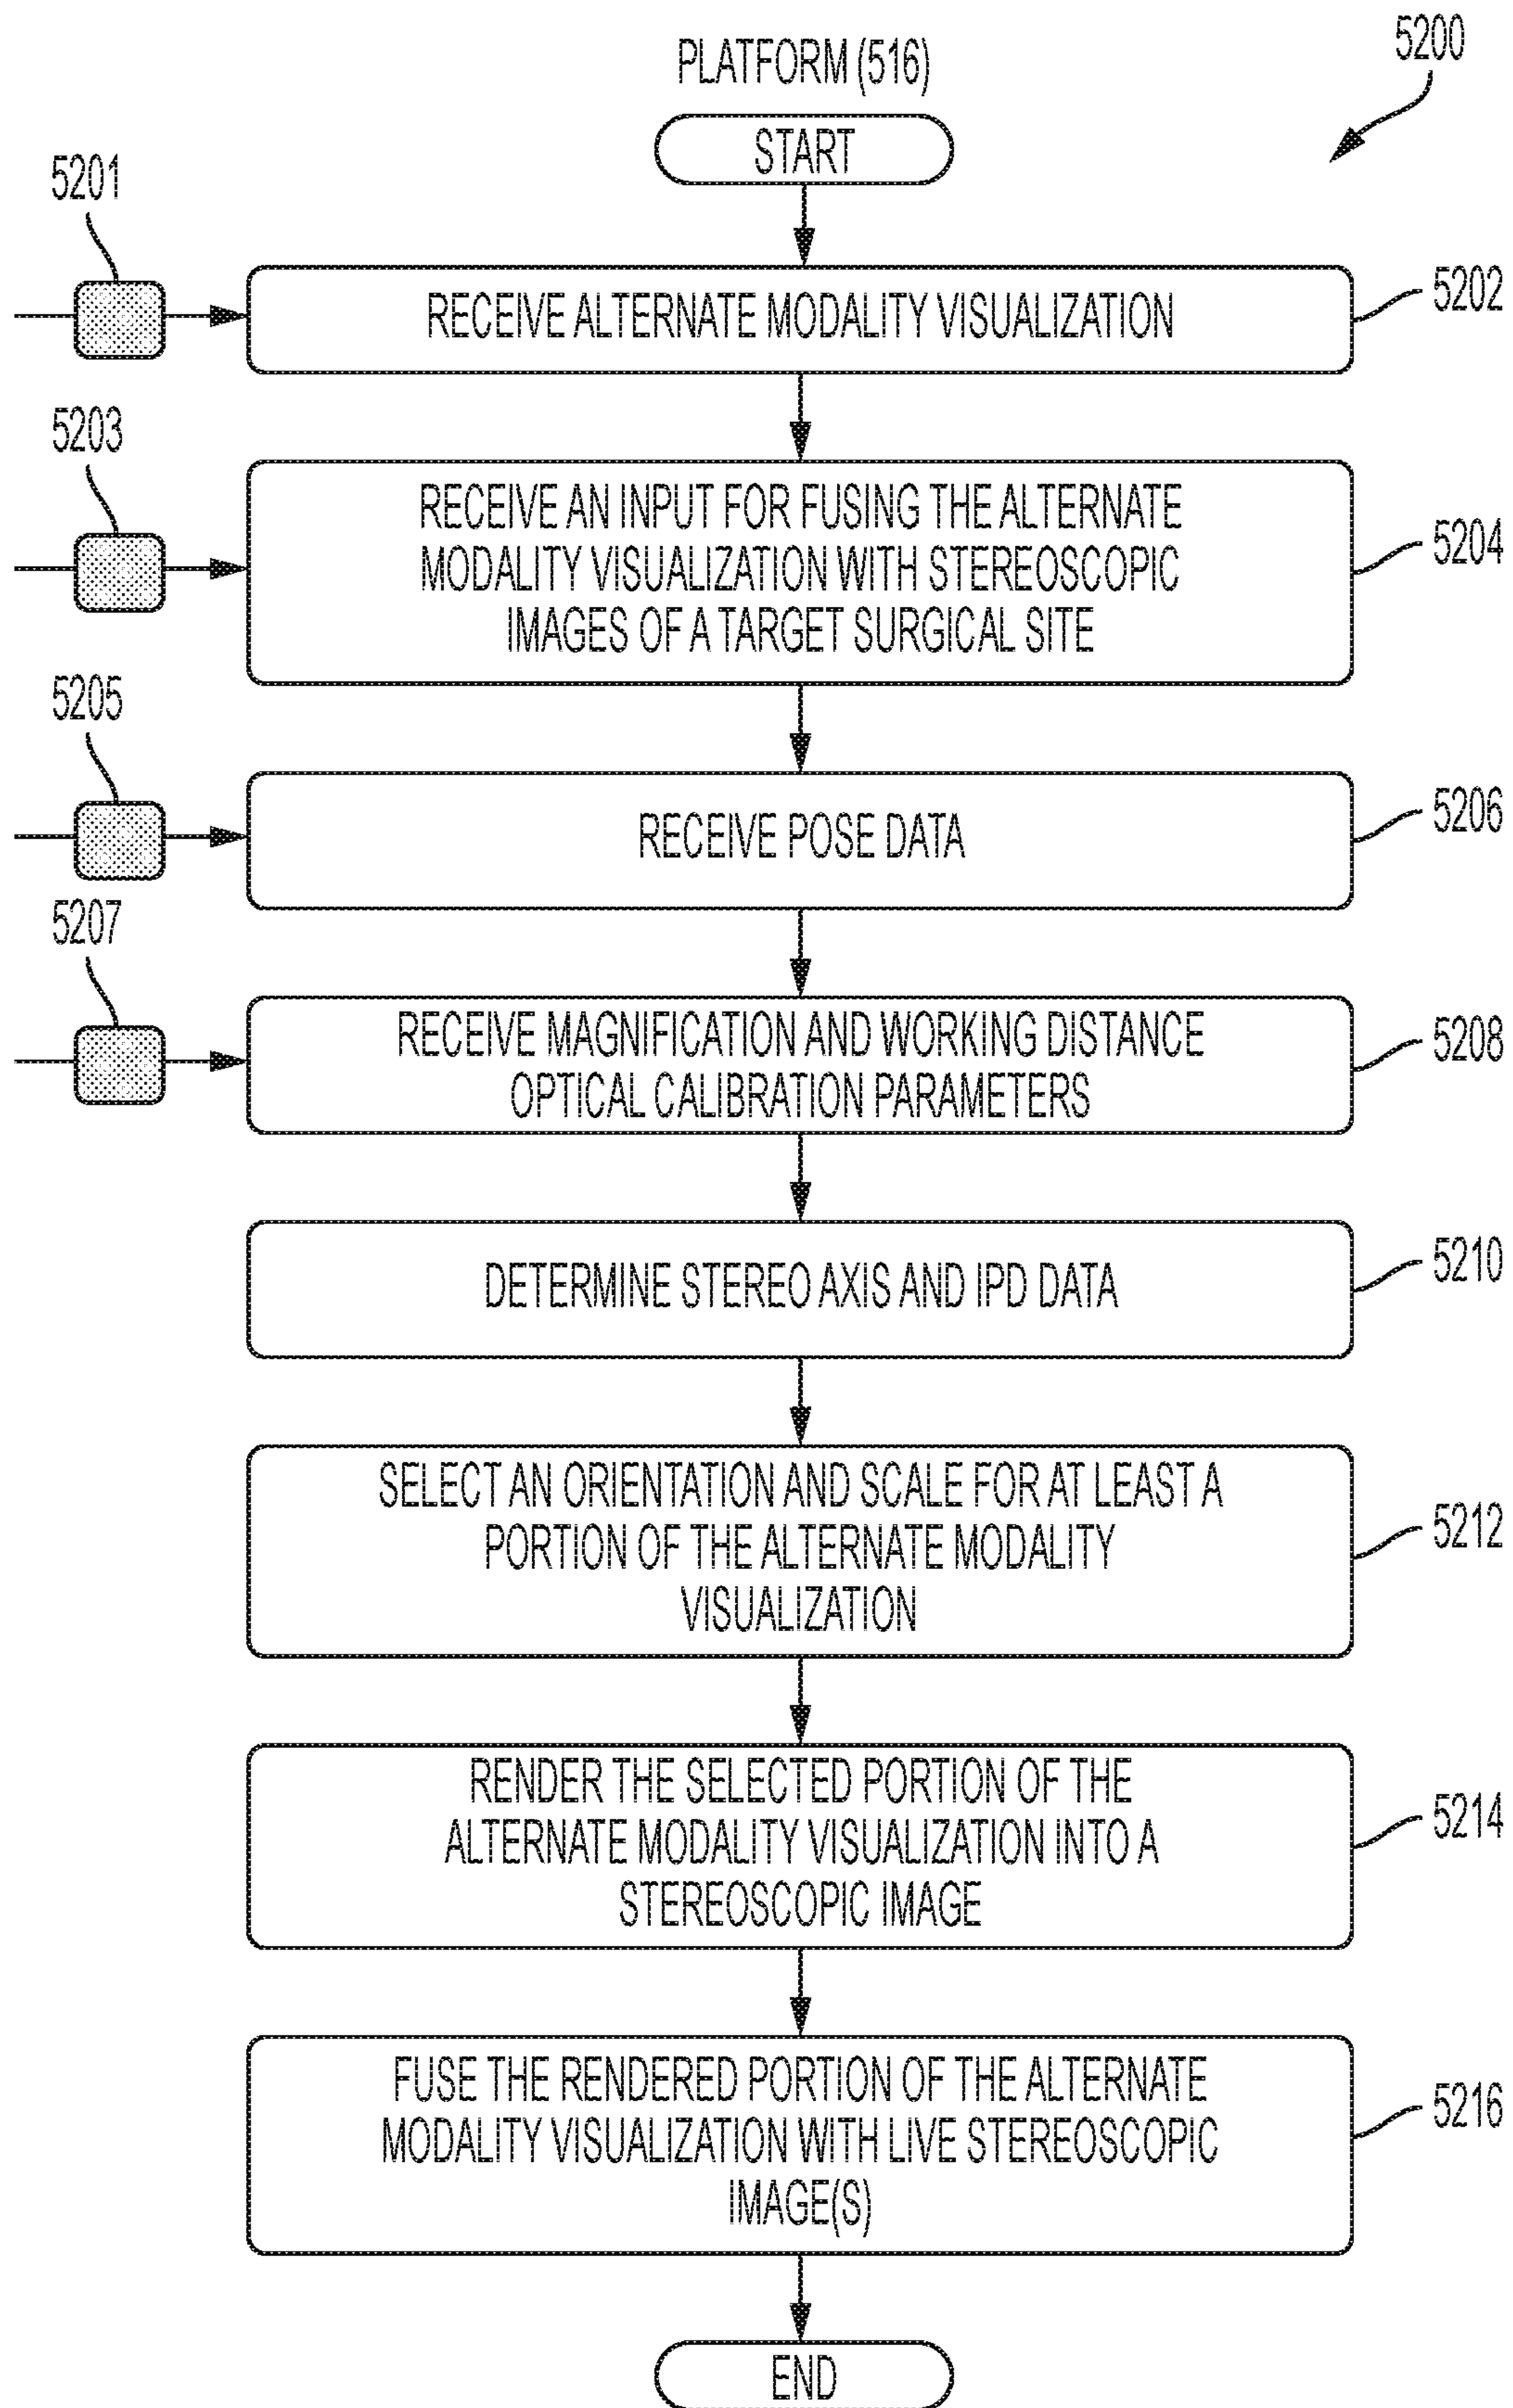 PLATFORM (516)
5200
START
5201
RECEIVE ALTERNATE MODALITY VISUALIZATION
5202
5203
RECEIVE AN INPUT FOR FUSING THE ALTERNATE
MODALITY VISUALIZATION WITH STEREOSCOPIC
IMAGES OF A TARGET SURGICAL SITE
5204
5205
RECEIVE POSE DATA
5206
5207
RECEIVE MAGNIFICATION AND WORKING DISTANCE
OPTICAL CALIBRATION PARAMETERS
5208
DETERMINE STEREO AXIS AND IPD DATA
5210
SELECT AN ORIENTATION AND SCALE FOR AT LEAST A
PORTION OF THE ALTERNATE MODALITY
VISUALIZATION
5212
RENDER THE SELECTED PORTION OF THE
ALTERNATE MODALITY VISUALIZATION INTO A
STEREOSCOPIC IMAGE
5214
FUSE THE RENDERED PORTION OF THE ALTERNATE
MODALITY VISUALIZATION WITH LIVE STEREOSCOPIC
IMAGE(S)
5216
END